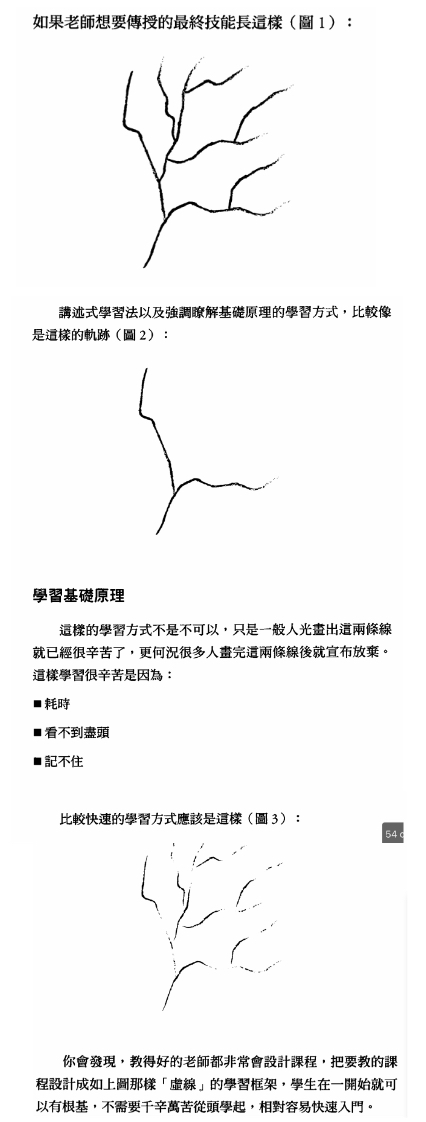 如果老師想要傳授的最終技能長這樣（圖1）：
講述式學習法以及強調瞭解基礎原理的學習方式，比較像
是這樣的軌跡（圖2）：
學習基礎原理
這樣的學習方式不是不可以，只是一般人光畫出這兩條線
就已經很辛苦了，更何況很多人畫完這兩條線後就宣布放棄。
這樣學習很辛苦是因為：
■ 耗時
■ 看不到盡頭
■ 記不住
比較快速的學習方式應該是這樣（圖3）：
54 c
你會發現，教得好的老師都非常會設計課程，把要教的課
程設計成如上圖那樣「虛線」的學習框架，學生在一開始就可
以有根基，不需要千辛萬苦從頭學起，相對容易快速入門。